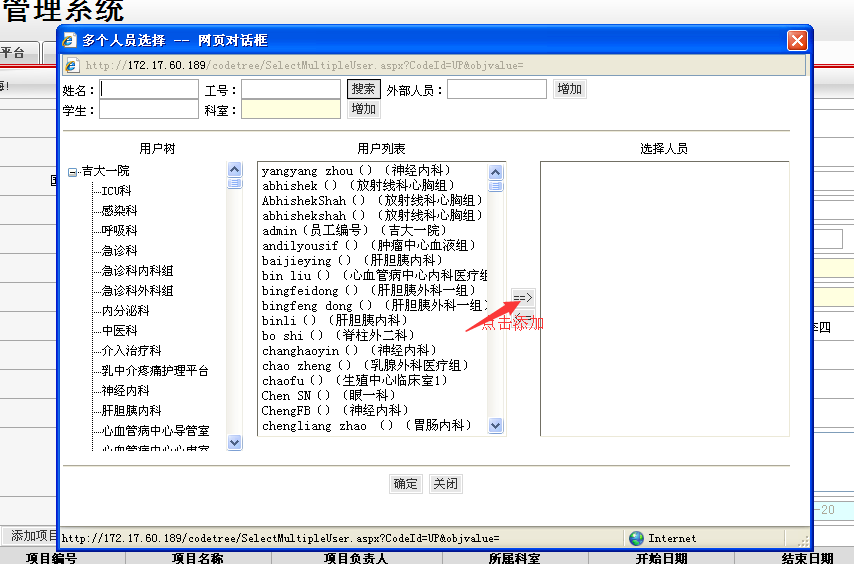 管理系统
平台
多个人员选择 -- 网页对话框
http://172.17.60.189/codetree/SelectMultipleUser.aspx?CodeId=UP&objvalue=
姓名： 工号： 搜索 外部人员： 增加
学生： 科室： 增加
用户树 用户列表 选择人员
吉大一院
ICU科
感染科
呼吸科
急诊科
急诊科内科组
急诊科外科组
内分泌科
中医科
介入治疗科
乳中介疼痛护理平台
神经内科
肝胆胰内科
心血管病中心导管室
心血管病中心心电室
yangyang zhou（）（神经内科）
abhishek（）（放射线科心胸组）
AbhishekShah（）（放射线科心胸组）
abhishekshah（）（放射线科心胸组）
admin（员工编号）（吉大一院）
andilyousif（）（肿瘤中心血液组）
baijieying（）（肝胆胰内科）
bin liu（）（心血管病中心内科医疗组
bingfeidong（）（肝胆胰外科一组）
bingfeng dong（）（肝胆胰外科一组）
binli（）（肝胆胰内科）
bo shi（）（脊柱外二科）
changhaoyin（）（神经内科）
chao zheng（）（乳腺外科医疗组）
chaofu（）（生殖中心临床室1）
Chen SN（）（眼一科）
ChengFB（）（神经内科）
chengliang zhao （）（胃肠内科）
==>
<==
点击添加
李四
确定 关闭
-20
添加项目
http://172.17.60.189/codetree/SelectMultipleUser.aspx?CodeId=UP&objvalue= Internet
项目编号 项目名称 项目负责人 所属科室 开始日期 结束日期